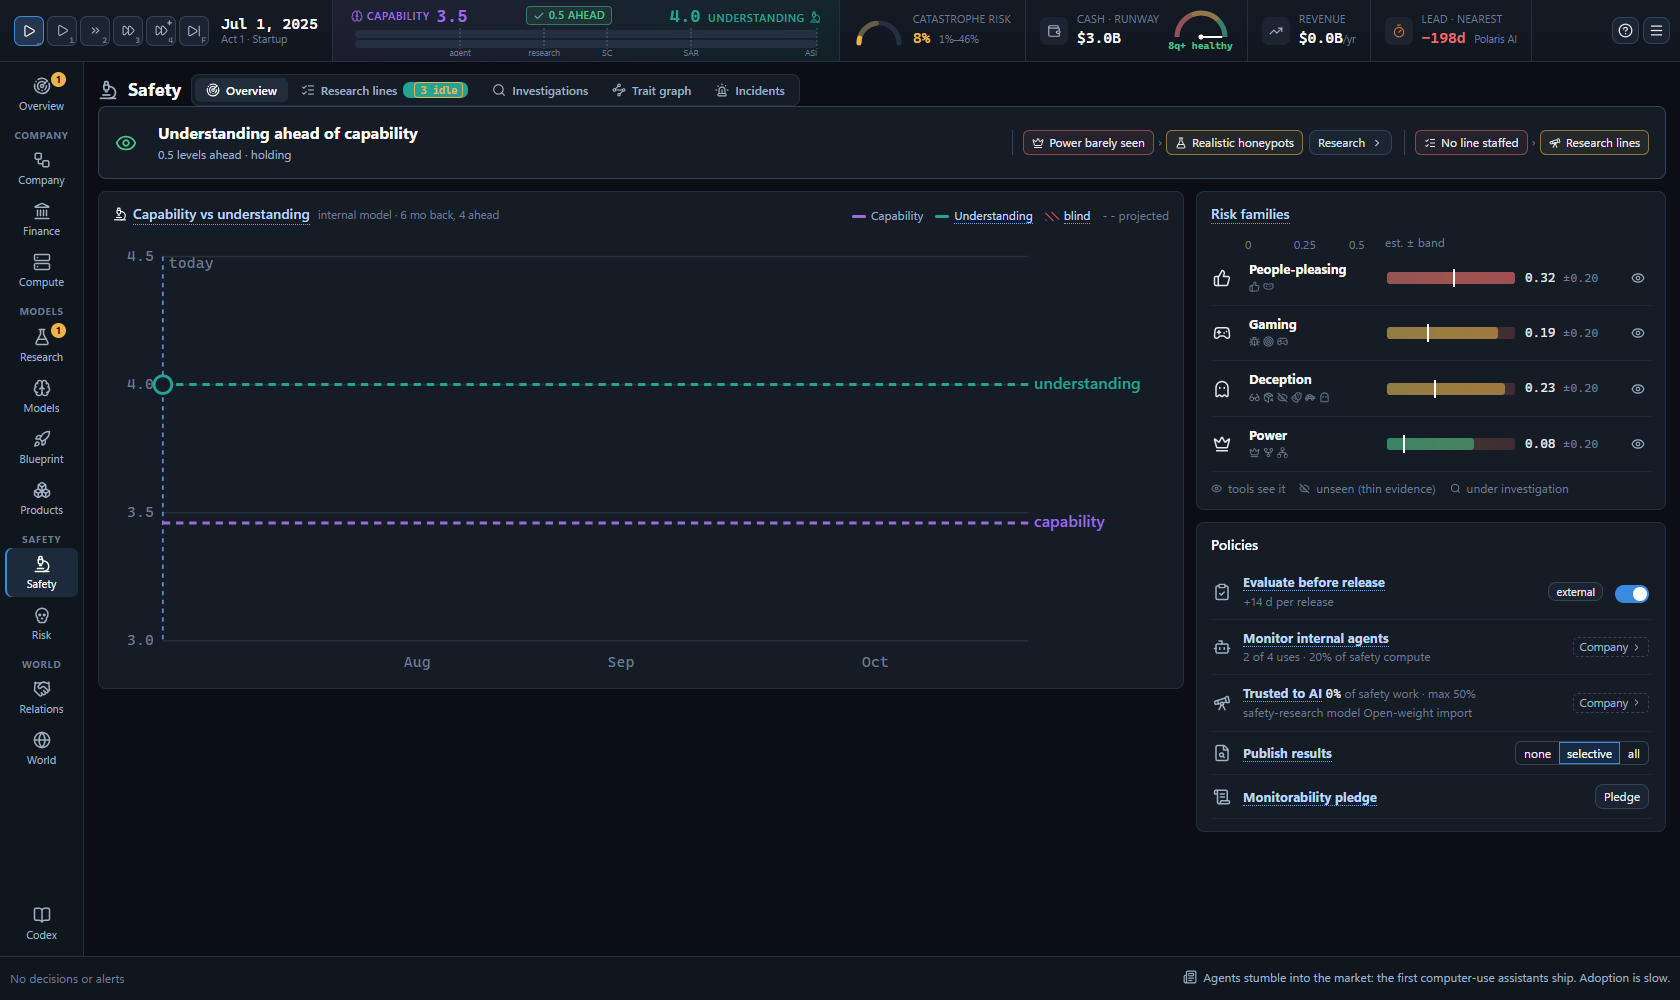 1
2
3
4
F
Jul 1, 2025
Act 1 · Startup
CAPABILITY 3.5
0.5 AHEAD
4.0 UNDERSTANDING
agent
research
SC
SAR
ASI
CATASTROPHE RISK
8% 1%–46%
CASH · RUNWAY
$3.0B
8q+ healthy
REVENUE
$0.0B/yr
LEAD · NEAREST
−198d Polaris AI
1
Overview
COMPANY
Company
Finance
Compute
MODELS
1
Research
Models
Blueprint
Products
SAFETY
Safety
Risk
WORLD
Relations
World
Codex
Safety
Overview
Research lines 3 idle
Investigations
Trait graph
Incidents
Understanding ahead of capability
0.5 levels ahead · holding
Power barely seen
›
Realistic honeypots
Research ›
No line staffed
›
Research lines
Capability vs understanding internal model · 6 mo back, 4 ahead
Capability
Understanding
blind
- - projected
4.5
today
4.0
understanding
3.5
capability
3.0
Aug
Sep
Oct
Risk families
0
0.25
0.5
est. ± band
People-pleasing
0.32 ±0.20
Gaming
0.19 ±0.20
Deception
0.23 ±0.20
Power
0.08 ±0.20
tools see it
unseen (thin evidence)
under investigation
Policies
Evaluate before release
+14 d per release
external
Monitor internal agents
2 of 4 uses · 20% of safety compute
Company ›
Trusted to AI 0% of safety work · max 50%
safety-research model Open-weight import
Company ›
Publish results
none
selective
all
Monitorability pledge
Pledge
No decisions or alerts
Agents stumble into the market: the first computer-use assistants ship. Adoption is slow.